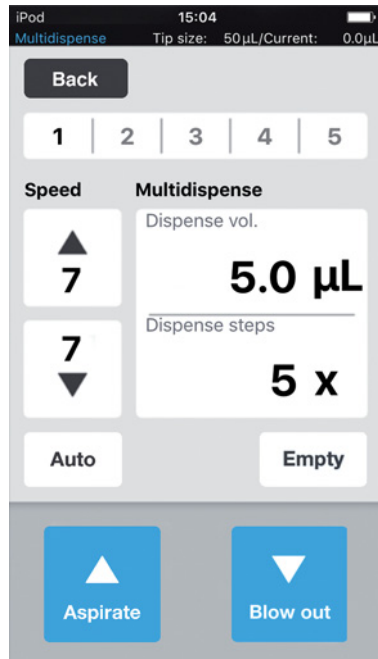 iPod 15:04
Multidispense Tip size: 50µL/Current: 0.0µL
Back
1 2 3 4 5
Speed Multidispense
Dispense vol.
7 5.0 µL
Dispense steps
7 5 x
Auto Empty
Aspirate Blow out